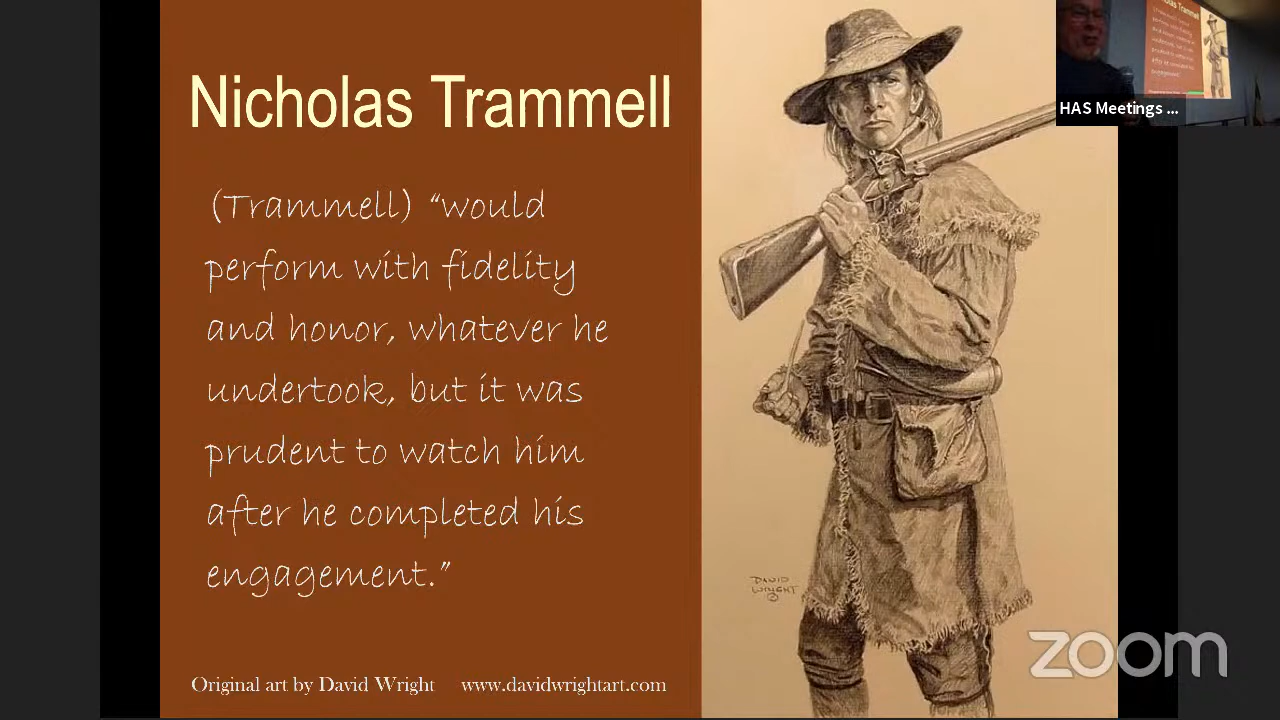 Nicholas Trammell
(Trammell) “would
perform with fidelity
and honor, whatever he
undertook, but it was
prudent to watch him
after he completed his
engagement.”
Original art by David Wright www.davidwrightart.com
DAVID
WRIGHT
HAS Meetings ...
zoom